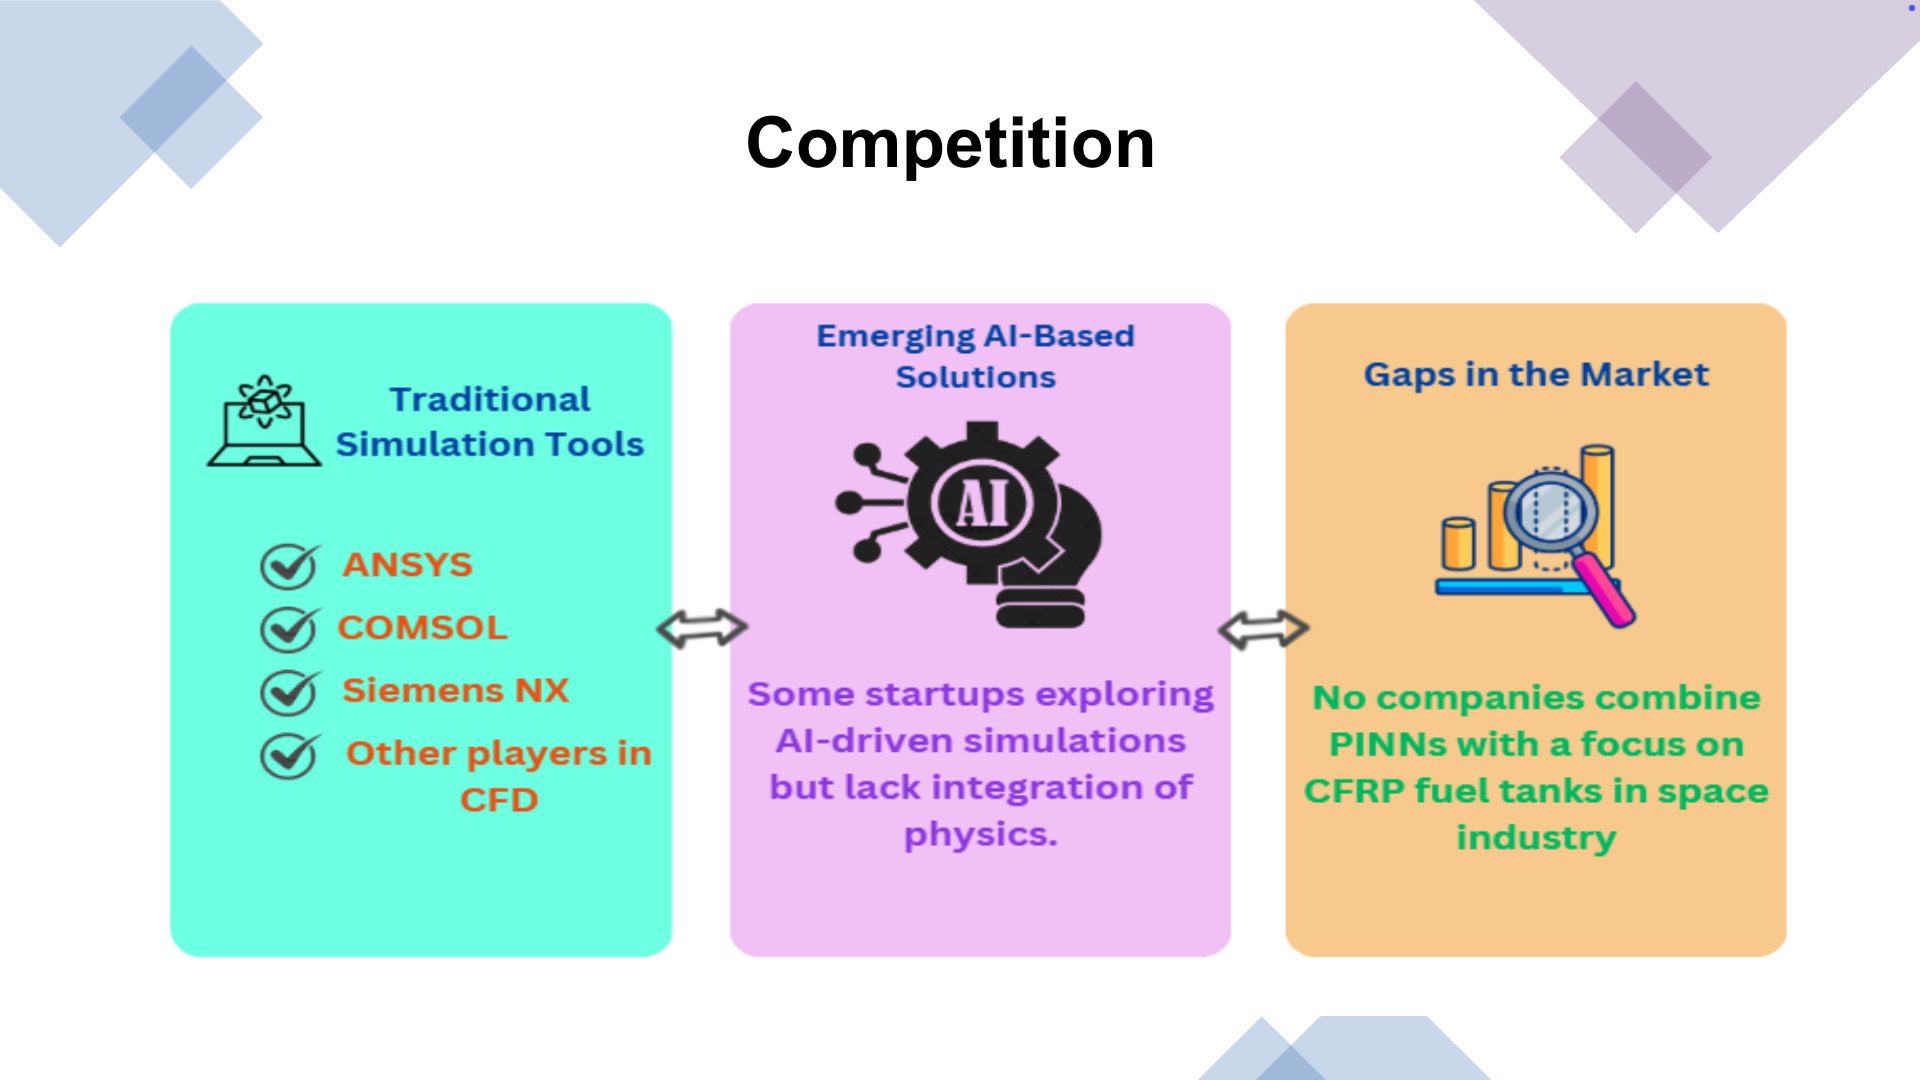 Competition
Traditional
Simulation Tools
ANSYS
COMSOL
Siemens NX
Other players in
CFD
Emerging AI-Based
Solutions
AI
Some startups exploring
AI-driven simulations
but lack integration of
physics.
Gaps in the Market
No companies combine
PINNs with a focus on
CFRP fuel tanks in space
industry